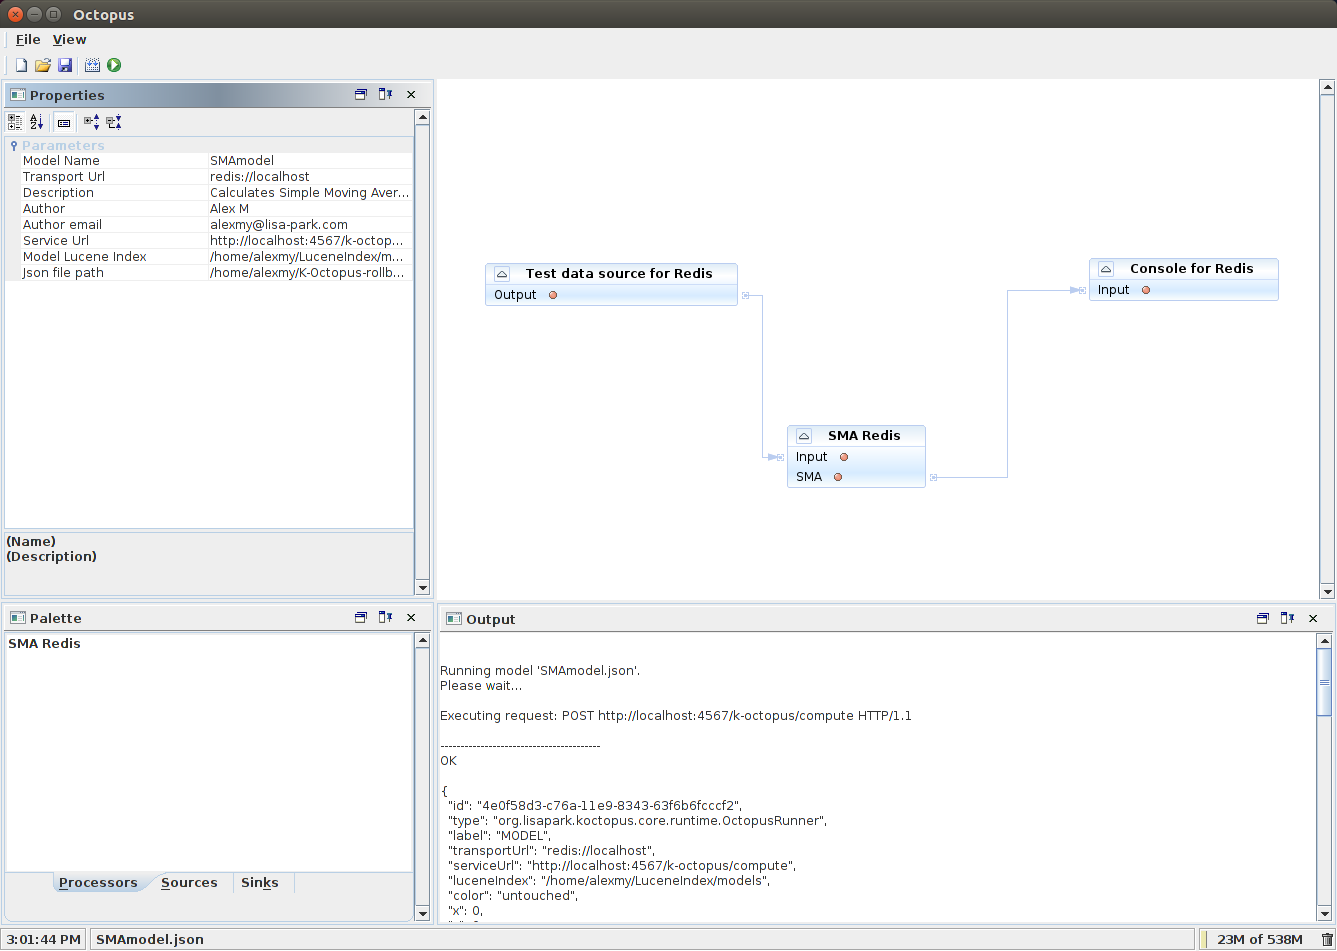 Octopus
File View
Properties
Parameters
Model Name SMAmodel
Transport Url redis://localhost
Description Calculates Simple Moving Aver...
Author Alex M
Author email alexmy@lisa-park.com
Service Url http://localhost:4567/k-octop...
Model Lucene Index /home/alexmy/LuceneIndex/m...
Json file path /home/alexmy/K-Octopus-rollb...
(Name)
(Description)
Test data source for Redis
Output
Console for Redis
Input
SMA Redis
Input
SMA
Palette
SMA Redis
Processors Sources Sinks
Output
Running model 'SMAmodel.json'.
Please wait...
Executing request: POST http://localhost:4567/k-octopus/compute HTTP/1.1
----------------------------------------
OK
{
"id": "4e0f58d3-c76a-11e9-8343-63f6b6fcccf2",
"type": "org.lisapark.koctopus.core.runtime.OctopusRunner",
"label": "MODEL",
"transportUrl": "redis://localhost",
"serviceUrl": "http://localhost:4567/k-octopus/compute",
"luceneIndex": "/home/alexmy/LuceneIndex/models",
"color": "untouched",
"x": 0,
3:01:44 PM SMAmodel.json 23M of 538M